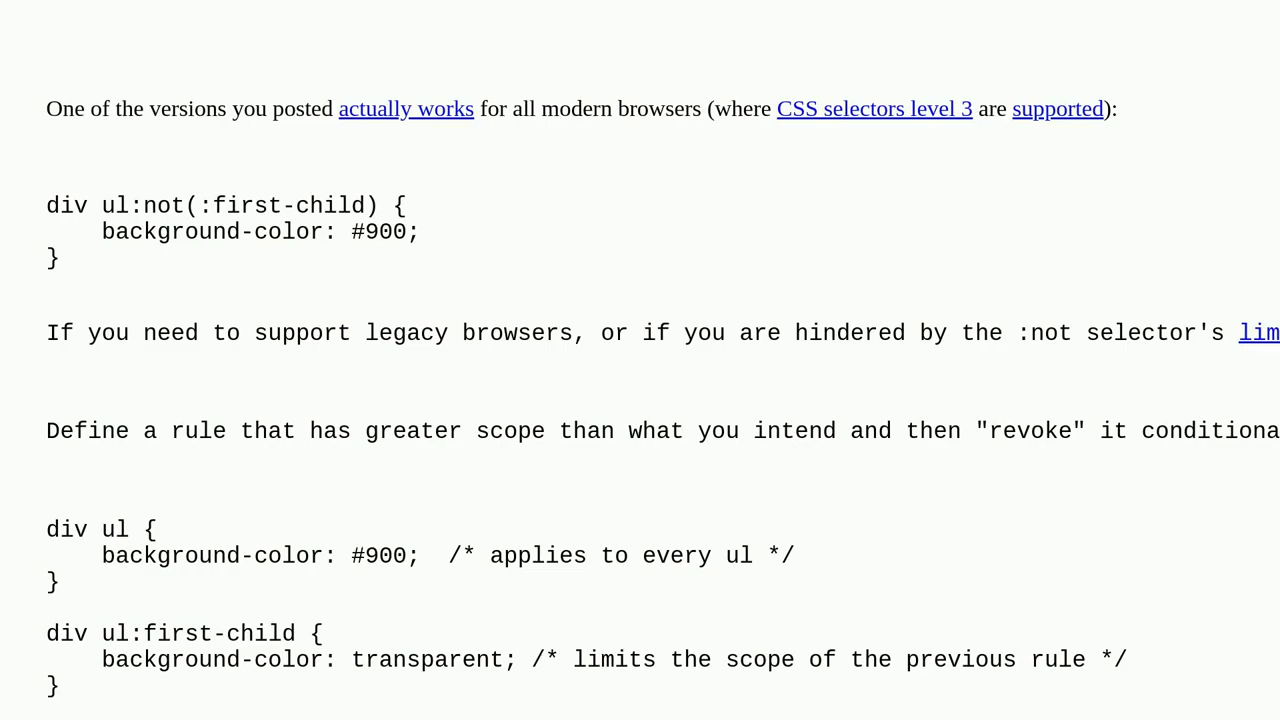 One of the versions you posted actually works for all modern browsers (where CSS selectors level 3 are supported):
div ul:not(:first-child) {
    background-color: #900;
}
If you need to support legacy browsers, or if you are hindered by the :not selector's lim
Define a rule that has greater scope than what you intend and then "revoke" it conditiona
div ul {
    background-color: #900;  /* applies to every ul */
}
div ul:first-child {
    background-color: transparent; /* limits the scope of the previous rule */
}